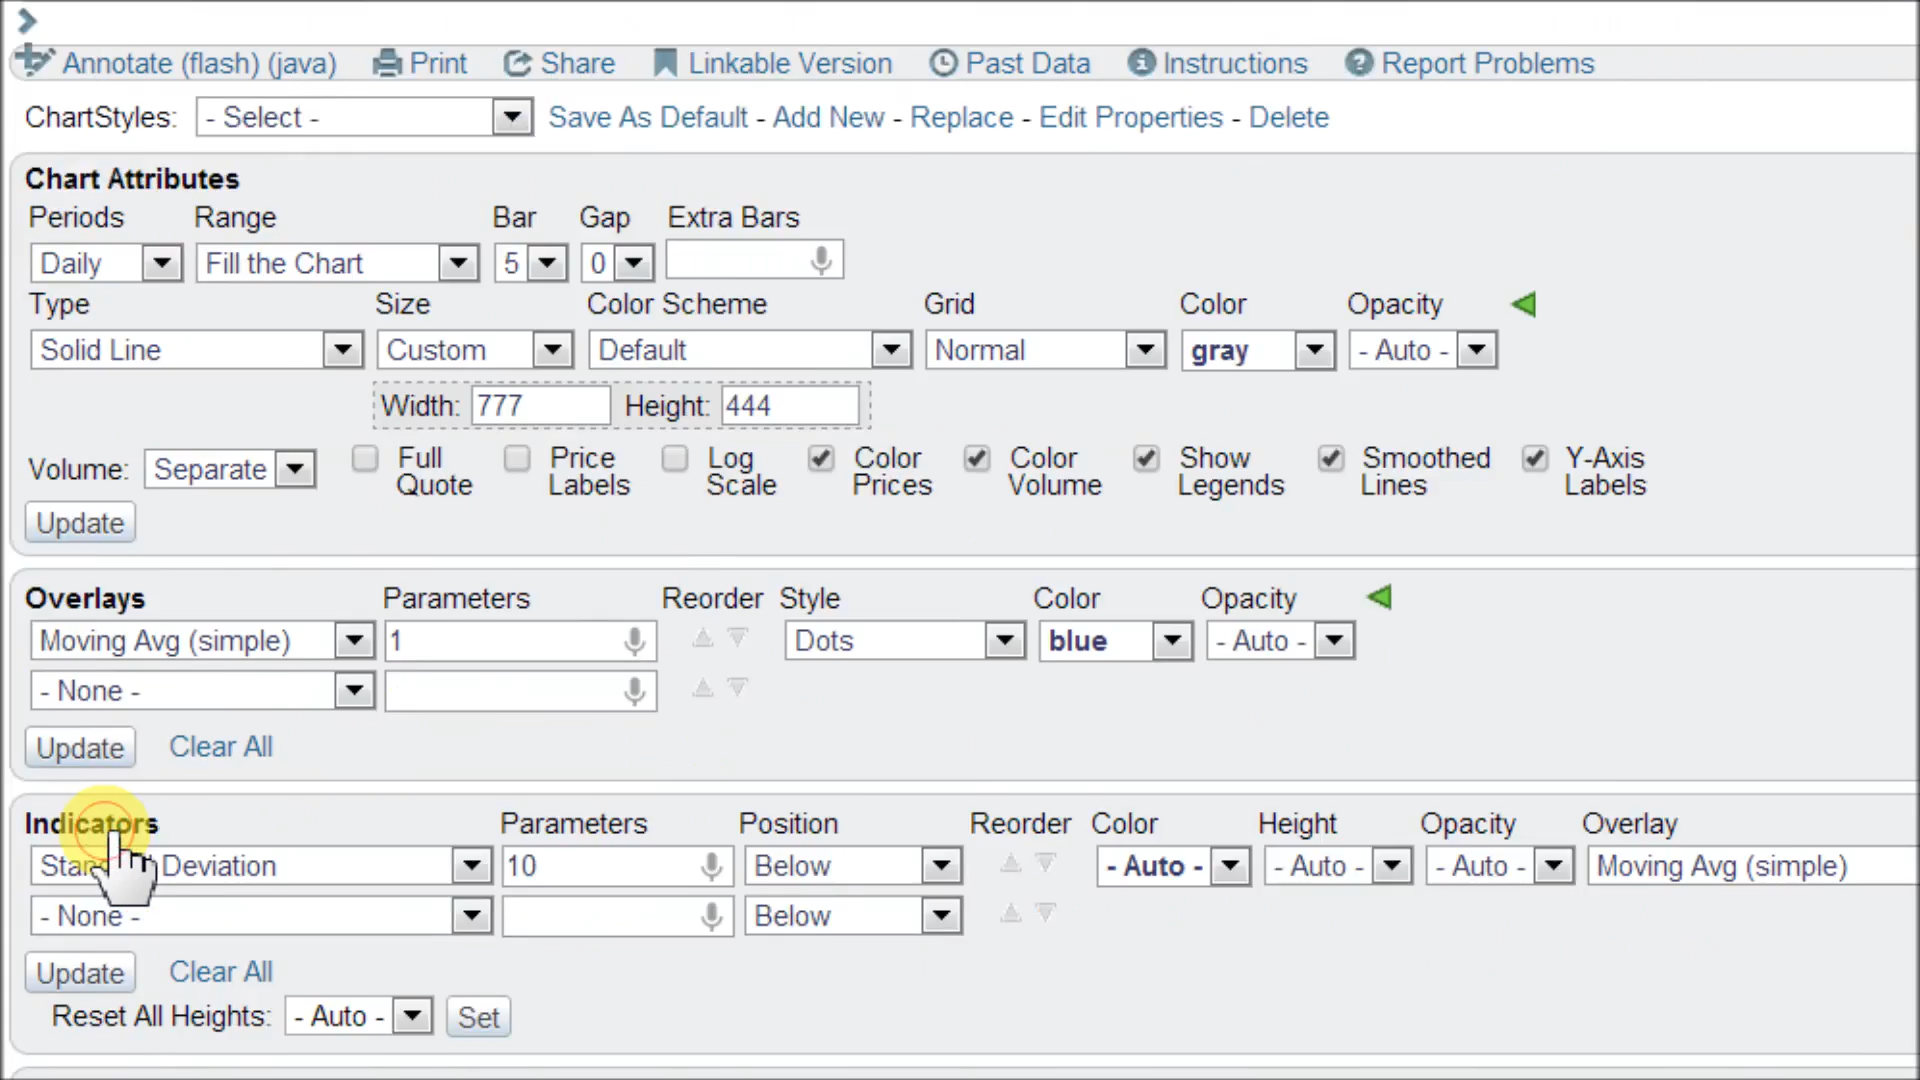 Annotate (flash) (java) Print Share Linkable Version Past Data Instructions Report Problems
ChartStyles: - Select - Save As Default - Add New - Replace - Edit Properties - Delete
Chart Attributes
Periods Range Bar Gap Extra Bars
Daily Fill the Chart 5 0
Type Size Color Scheme Grid Color Opacity
Solid Line Custom Default Normal gray - Auto -
Width: 777 Height: 444
Volume: Separate Full Quote Price Labels Log Scale Color Prices Color Volume Show Legends Smoothed Lines Y-Axis Labels
Update
Overlays Parameters Reorder Style Color Opacity
Moving Avg (simple) 1 Dots blue - Auto -
- None -
Update Clear All
Indicators Parameters Position Reorder Color Height Opacity Overlay
Deviation 10 Below - Auto - - Auto - - Auto - Moving Avg (simple)
- None - Below
Update Clear All
Reset All Heights: - Auto - Set